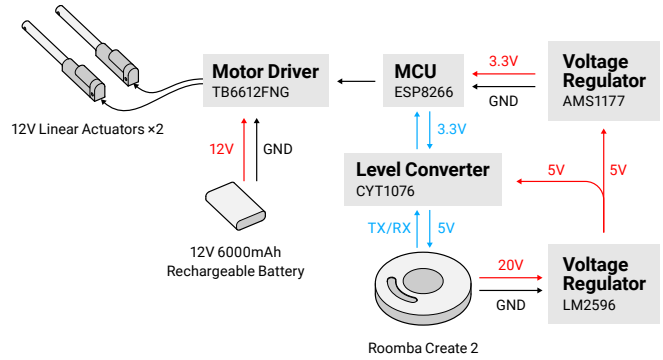 Motor Driver
TB6612FNG
MCU
ESP8266
3.3V
GND
Voltage
Regulator
AMS1177
12V Linear Actuators ×2
12V
GND
3.3V
Level Converter
CYT1076
5V
5V
12V 6000mAh
Rechargeable Battery
TX/RX
5V
20V
GND
Voltage
Regulator
LM2596
Roomba Create 2